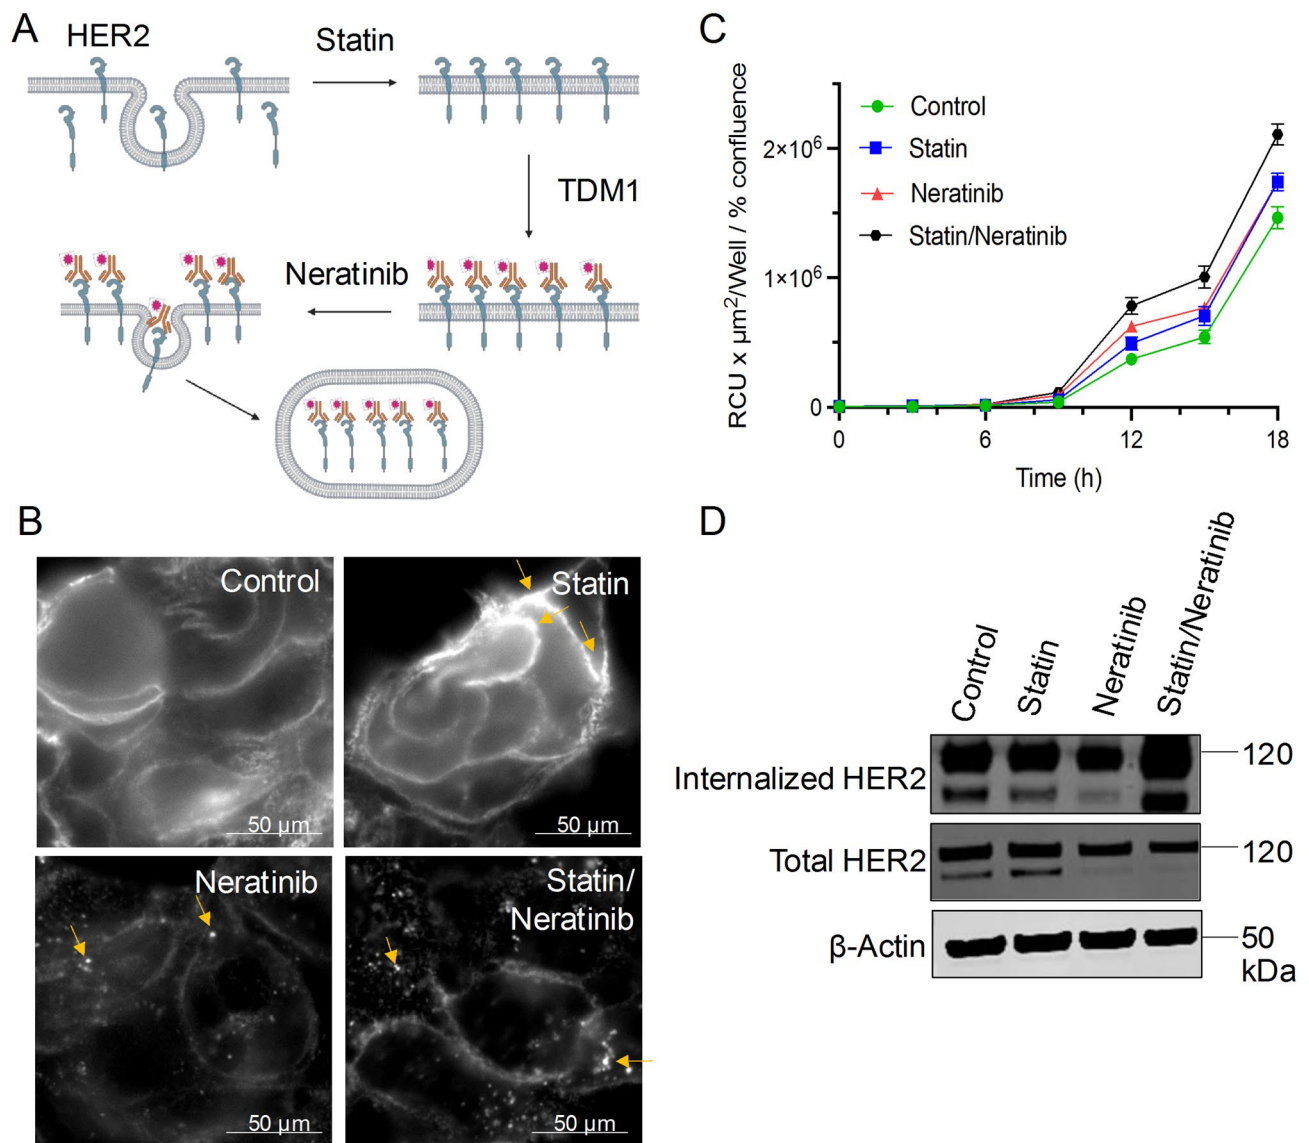 A
HER2
Statin
TDM1
Neratinib
B
Control
Statin
50 µm
50 µm
Neratinib
Statin/
Neratinib
50 µm
50 µm
C
RCU x µm²/Well / % confluence
2×10⁶
1×10⁶
0
Control
Statin
Neratinib
Statin/Neratinib
0
6
12
18
Time (h)
D
Control
Statin
Neratinib
Statin/Neratinib
Internalized HER2
120
Total HER2
120
β-Actin
50
kDa